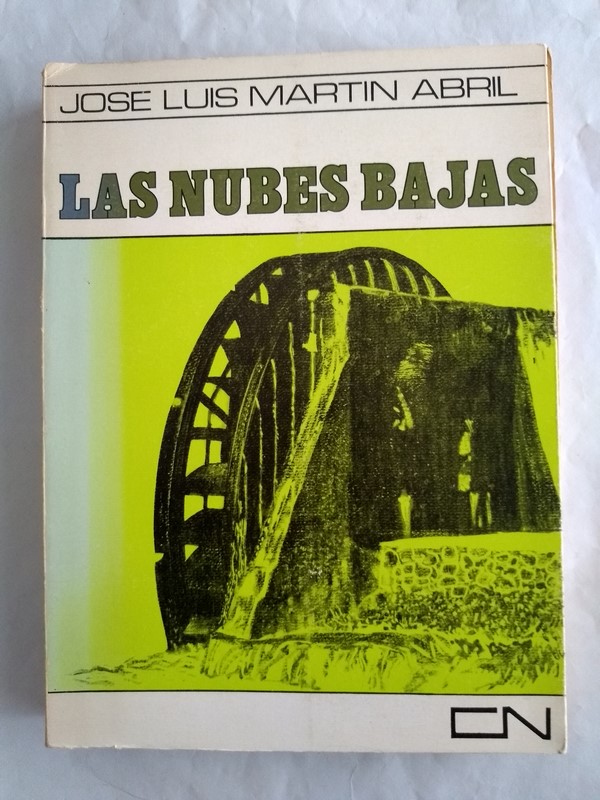 JOSE LUIS MARTIN ABRIL
LAS NUBES BAJAS
CN